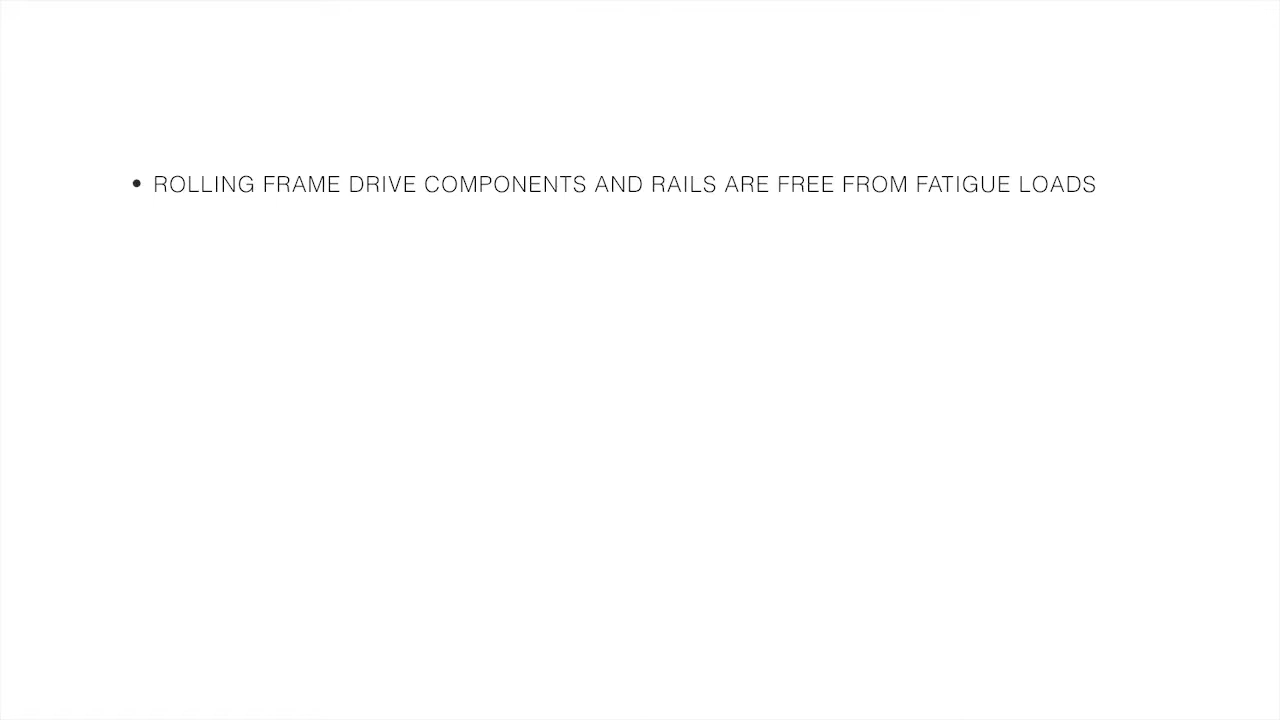 • ROLLING FRAME DRIVE COMPONENTS AND RAILS ARE FREE FROM FATIGUE LOADS